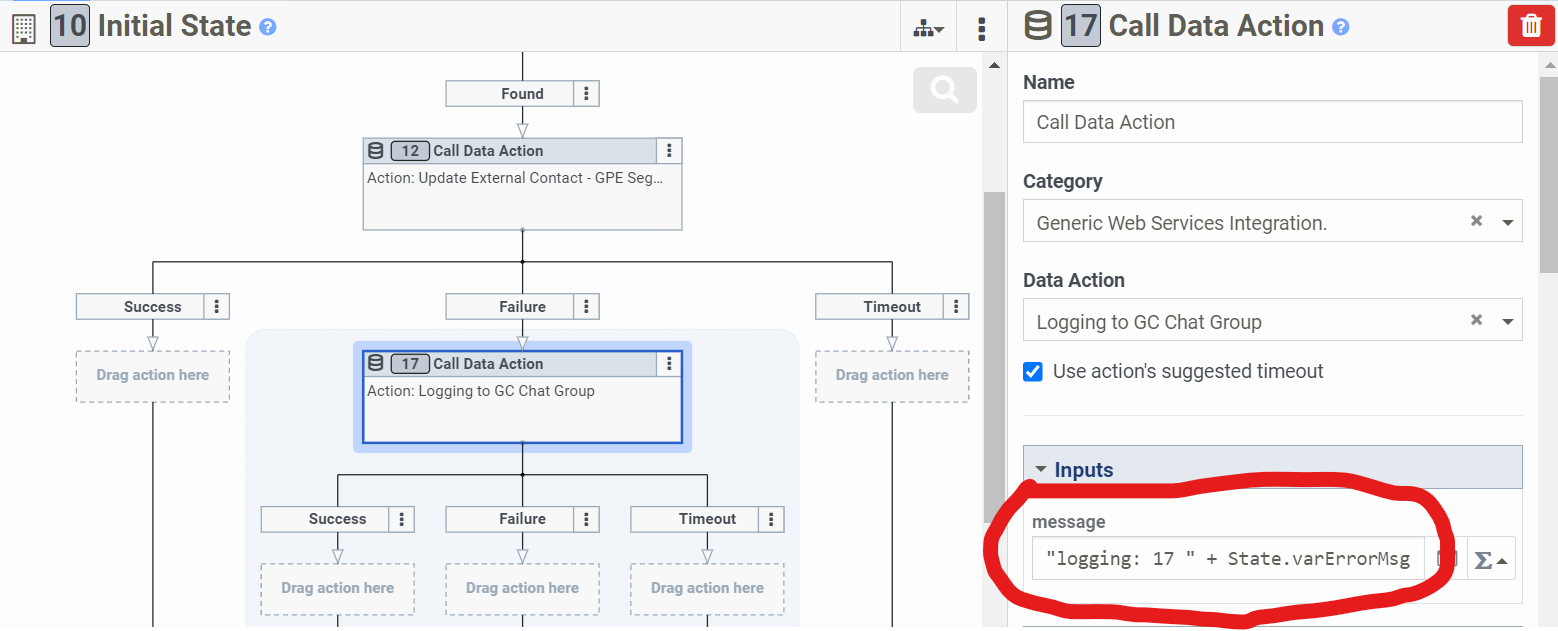 10 Initial State ?
Found
12 Call Data Action
Action: Update External Contact - GPE Seg...
Success
Failure
Timeout
Drag action here
17 Call Data Action
Action: Logging to GC Chat Group
Drag action here
Success
Failure
Timeout
Drag action here
Drag action here
Drag action here
17 Call Data Action ?
Name
Call Data Action
Category
Generic Web Services Integration.
Data Action
Logging to GC Chat Group
Use action's suggested timeout
Inputs
message
"logging: 17 " + State.varErrorMsg
Σ